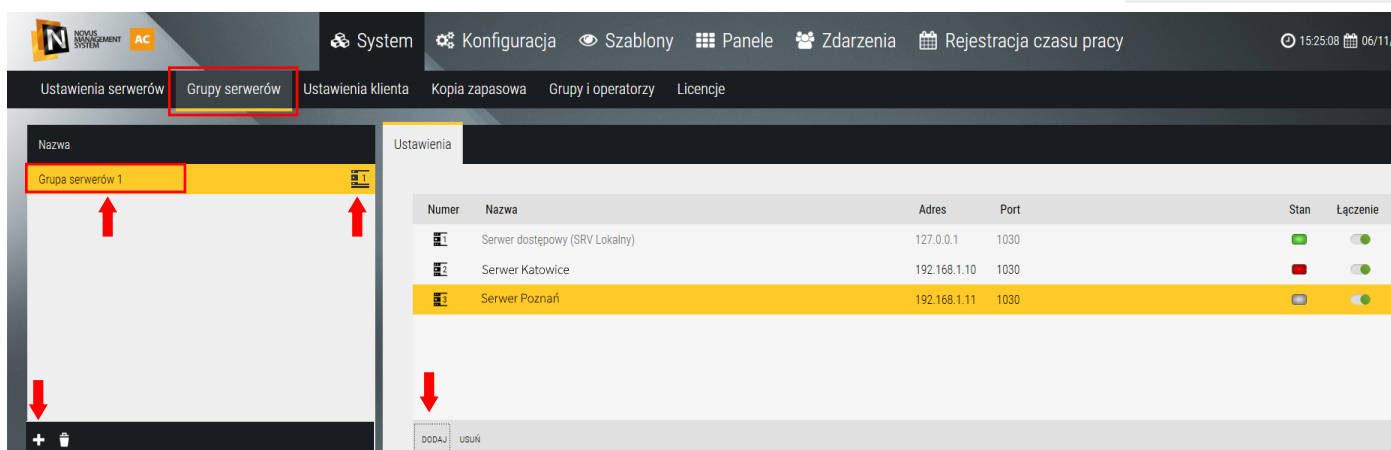 NOVUS
MANAGEMENT
SYSTEM
AC
System Konfiguracja Szablony Panele Zdarzenia Rejestracja czasu pracy 15:25:08 06/11/
Ustawienia serwerów Grupy serwerów Ustawienia klienta Kopia zapasowa Grupy i operatorzy Licencje
Nazwa
Grupa serwerów 1 1
Ustawienia
Numer Nazwa Adres Port Stan Łączenie
1 Serwer dostępowy (SRV Lokalny) 127.0.0.1 1030
2 Serwer Katowice 192.168.1.10 1030
3 Serwer Poznań 192.168.1.11 1030
DODAJ USUŃ